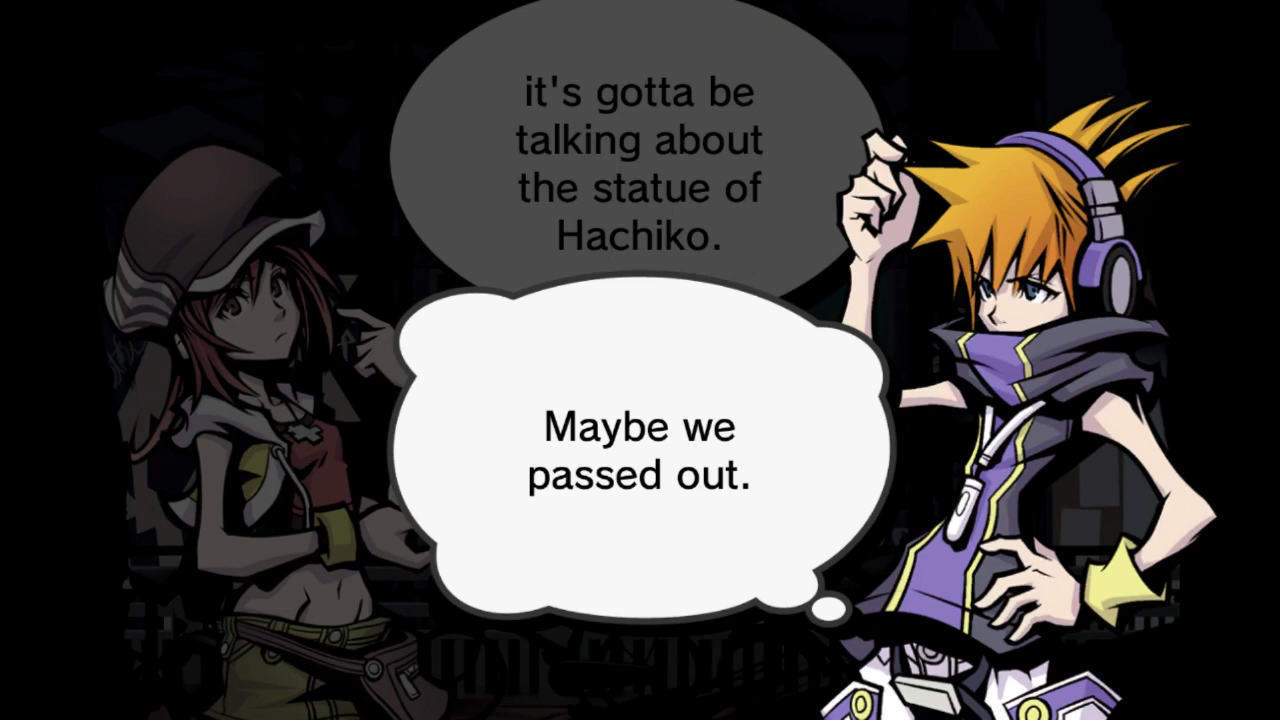 it's gotta be
talking about
the statue of
Hachiko.
Maybe we
passed out.